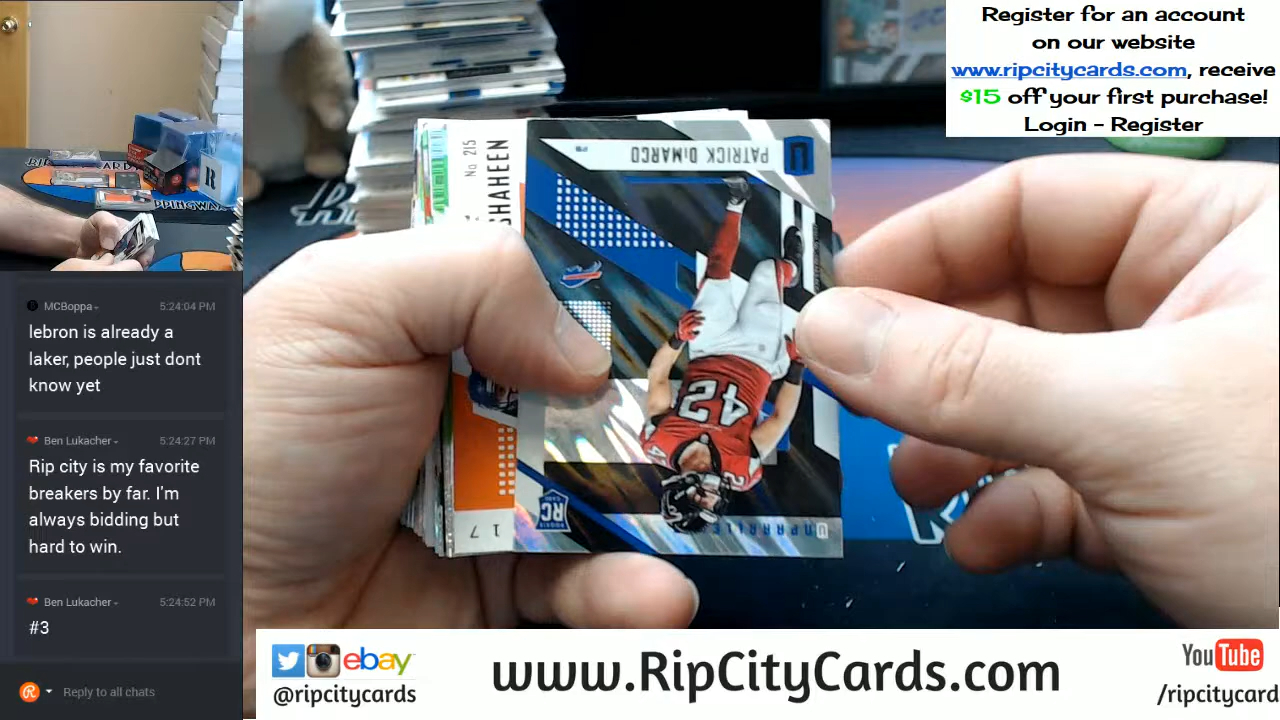 MCBoppa
5:24:04 PM
lebron is already a
laker, people just dont
know yet
Ben Lukacher
5:24:27 PM
Rip city is my favorite
breakers by far. I'm
always bidding but
hard to win.
Ben Lukacher
5:24:52 PM
#3
Reply to all chats
Register for an account
on our website
www.ripcitycards.com, receive
$15 off your first purchase!
Login - Register
No. 215
SHAHEEN
17
PATRICK DiMARCO
42
RC
@ripcitycards
ebay
www.RipCityCards.com
YouTube
/ripcitycard